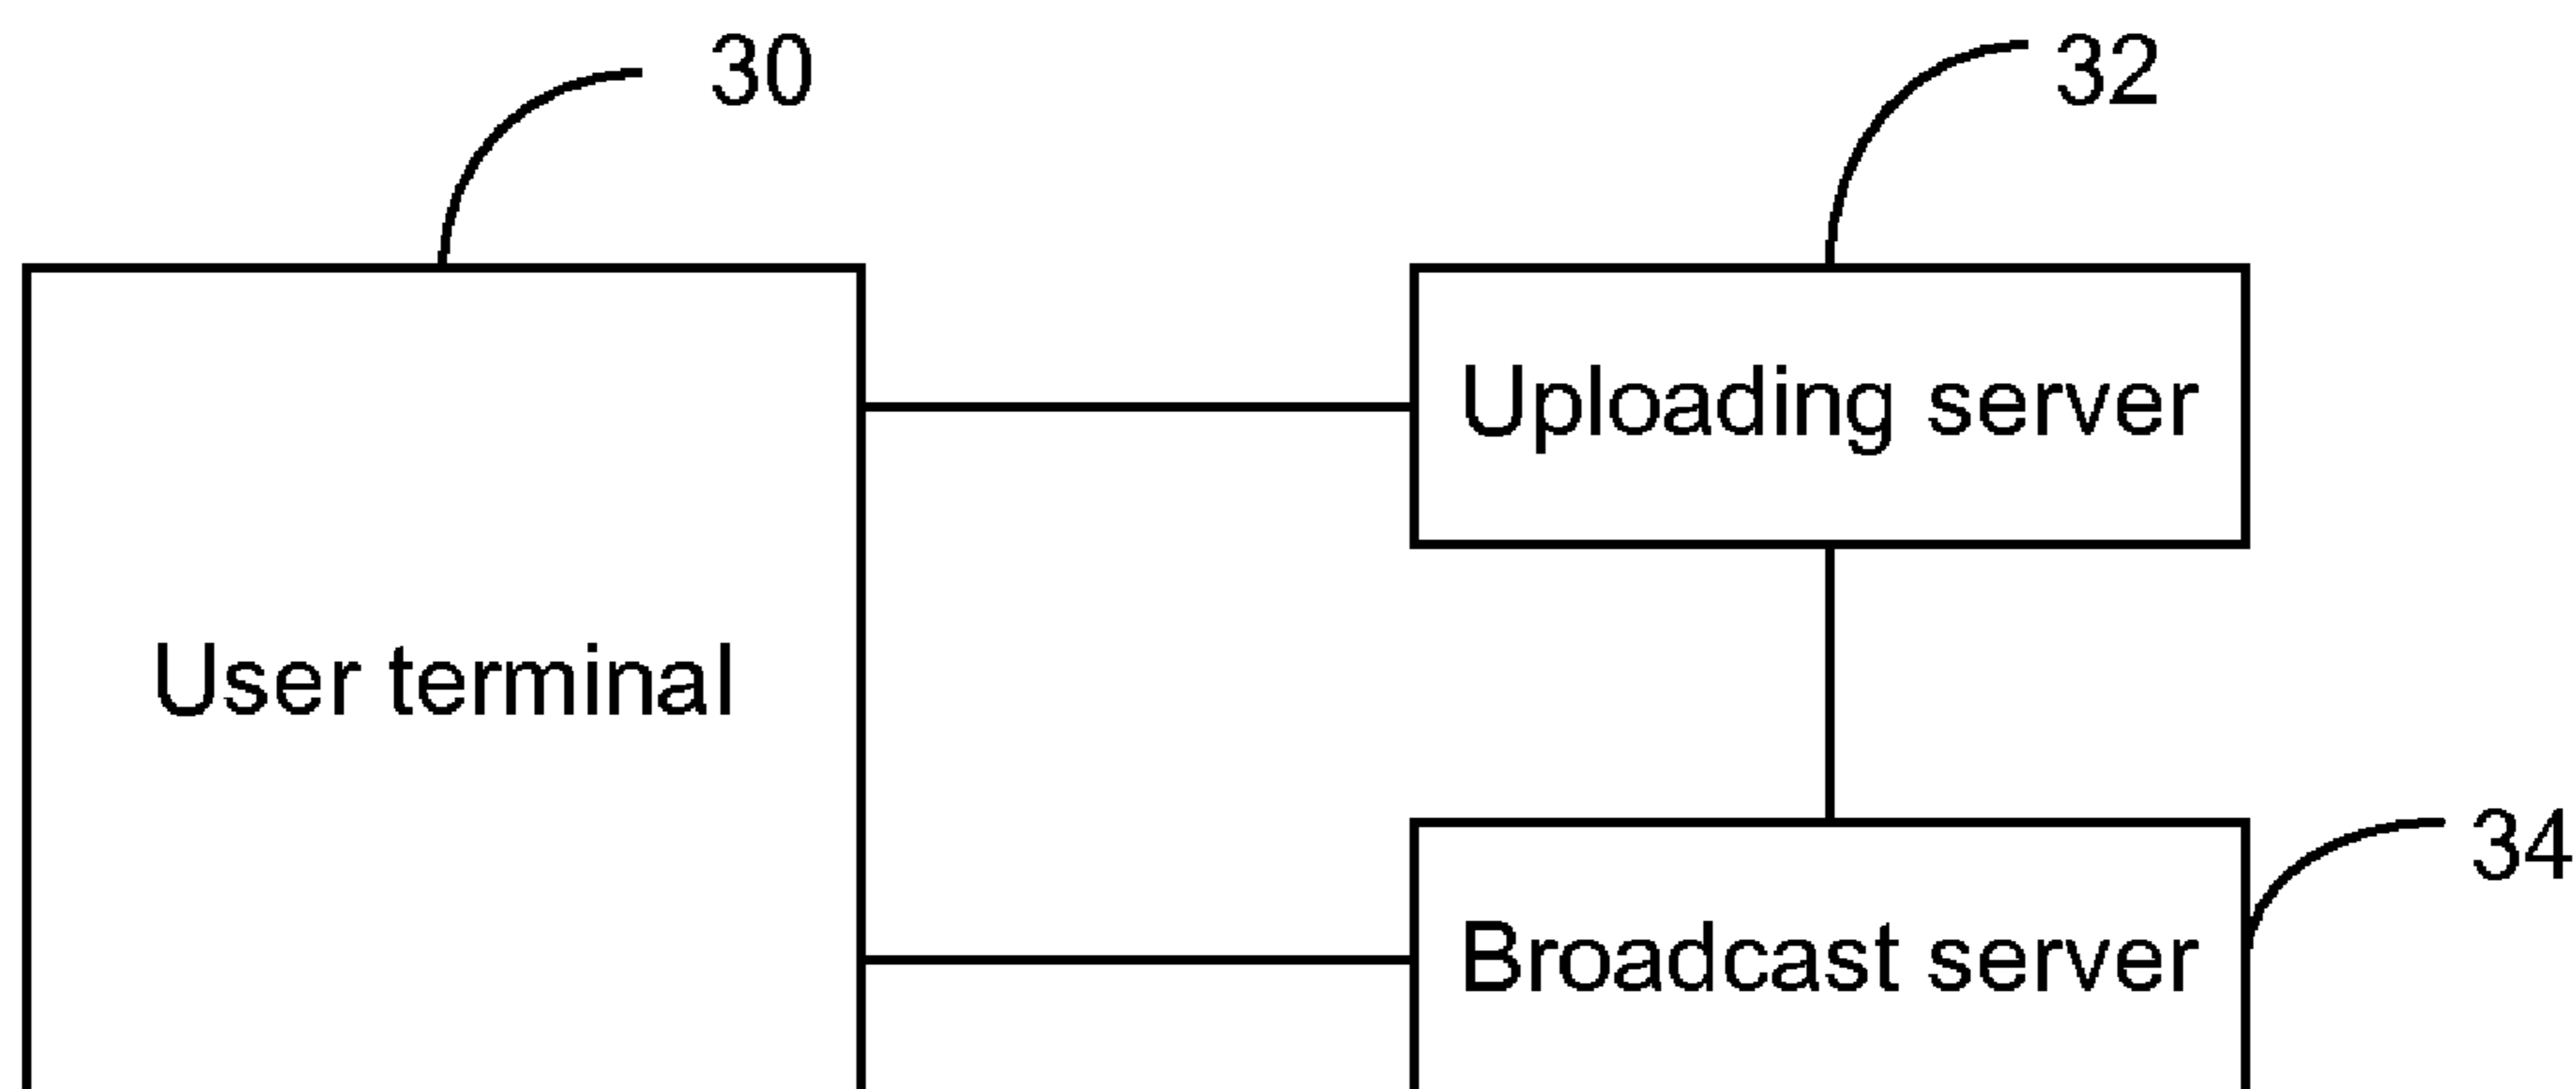 30
32
Uploading server
User terminal
34
Broadcast server